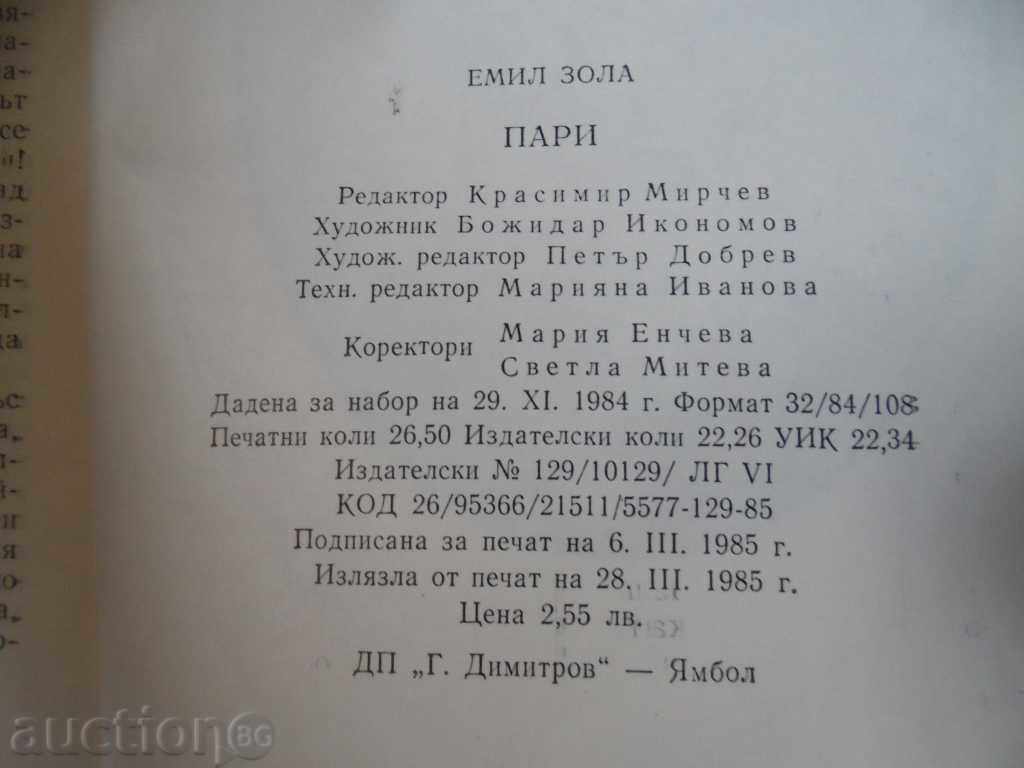 ЕМИЛ ЗОЛА
ПАРИ
Редактор Красимир Мирчев
Художник Божидар Икономов
Худож. редактор Петър Добрев
Техн. редактор Марияна Иванова
Коректори Мария Енчева
Светла Митева
Дадена за набор на 29. XI. 1984 г. Формат 32/84/108
Печатни коли 26,50 Издателски коли 22,26 УИК 22,34
Издателски № 129/10129/ ЛГ VI
КОД 26/95366/21511/5577-129-85
Подписана за печат на 6. III. 1985 г.
Излязла от печат на 28. III. 1985 г.
Цена 2,55 лв.
ДП „Г. Димитров“ — Ямбол
auction BG